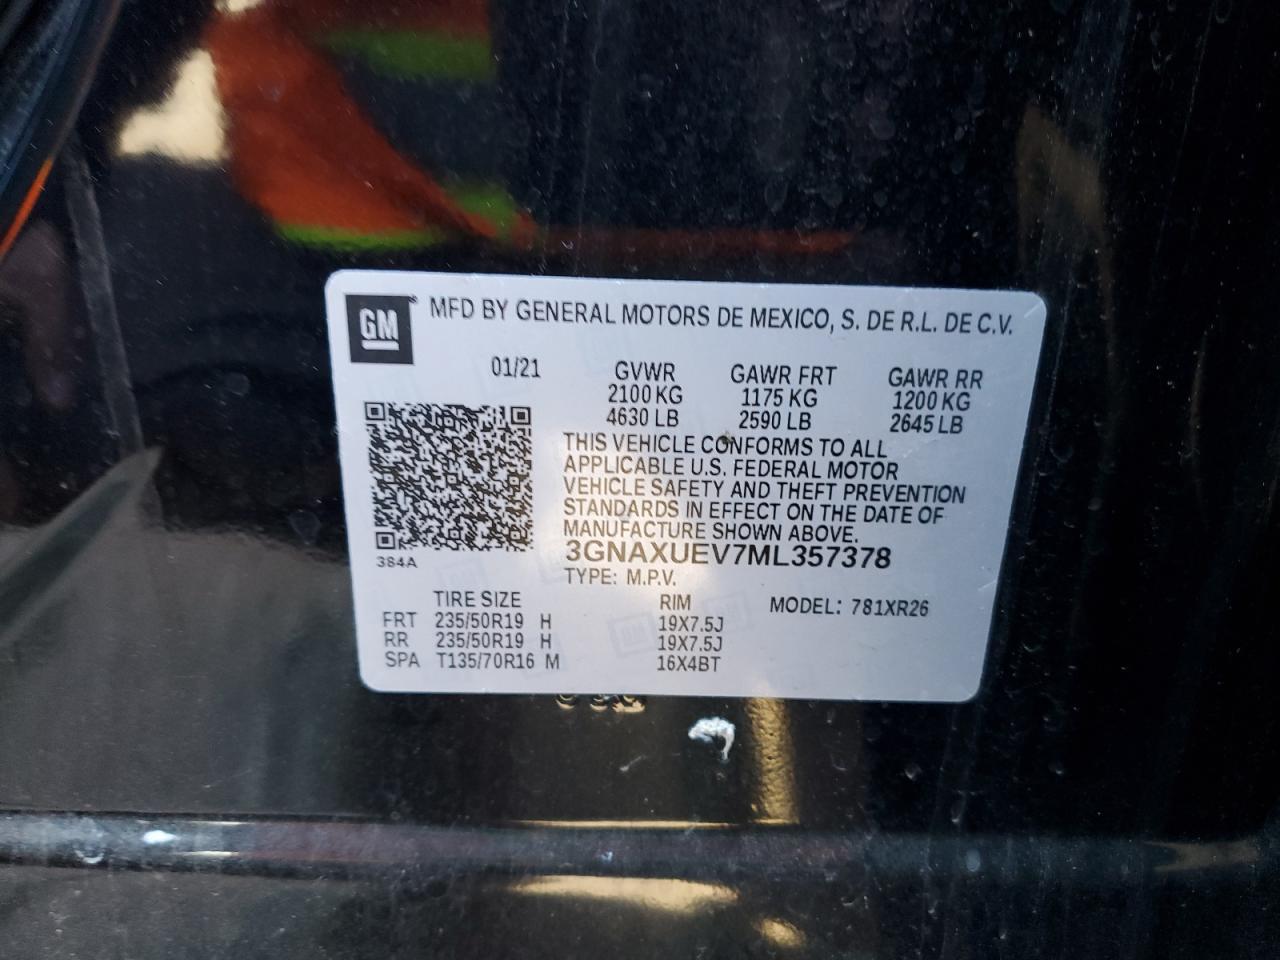 GM
MFD BY GENERAL MOTORS DE MEXICO, S. DE R.L. DE C.V.
01/21 GVWR GAWR FRT GAWR RR
2100 KG 1175 KG 1200 KG
4630 LB 2590 LB 2645 LB
THIS VEHICLE CONFORMS TO ALL
APPLICABLE U.S. FEDERAL MOTOR
VEHICLE SAFETY AND THEFT PREVENTION
STANDARDS IN EFFECT ON THE DATE OF
MANUFACTURE SHOWN ABOVE.
384A
3GNAXUEV7ML357378
TYPE: M.P.V.
TIRE SIZE RIM MODEL: 781XR26
FRT 235/50R19 H 19X7.5J
RR 235/50R19 H 19X7.5J
SPA T135/70R16 M 16X4BT